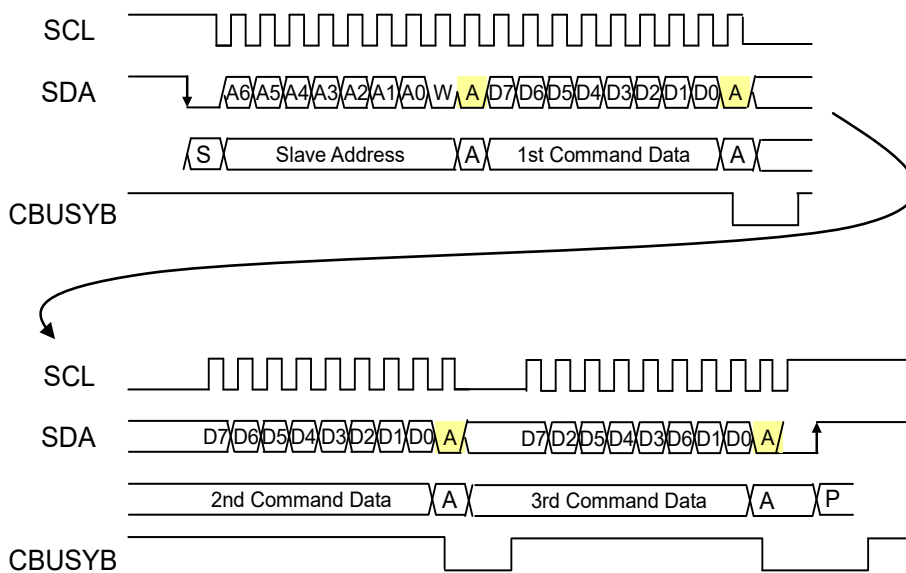 SCL
SDA A6 A5 A4 A3 A2 A1 A0 W A D7 D6 D5 D4 D3 D2 D1 D0 A
S Slave Address A 1st Command Data A
CBUSYB
SCL
SDA D7 D6 D5 D4 D3 D2 D1 D0 A D7 D2 D5 D4 D3 D6 D1 D0 A
2nd Command Data A 3rd Command Data A P
CBUSYB